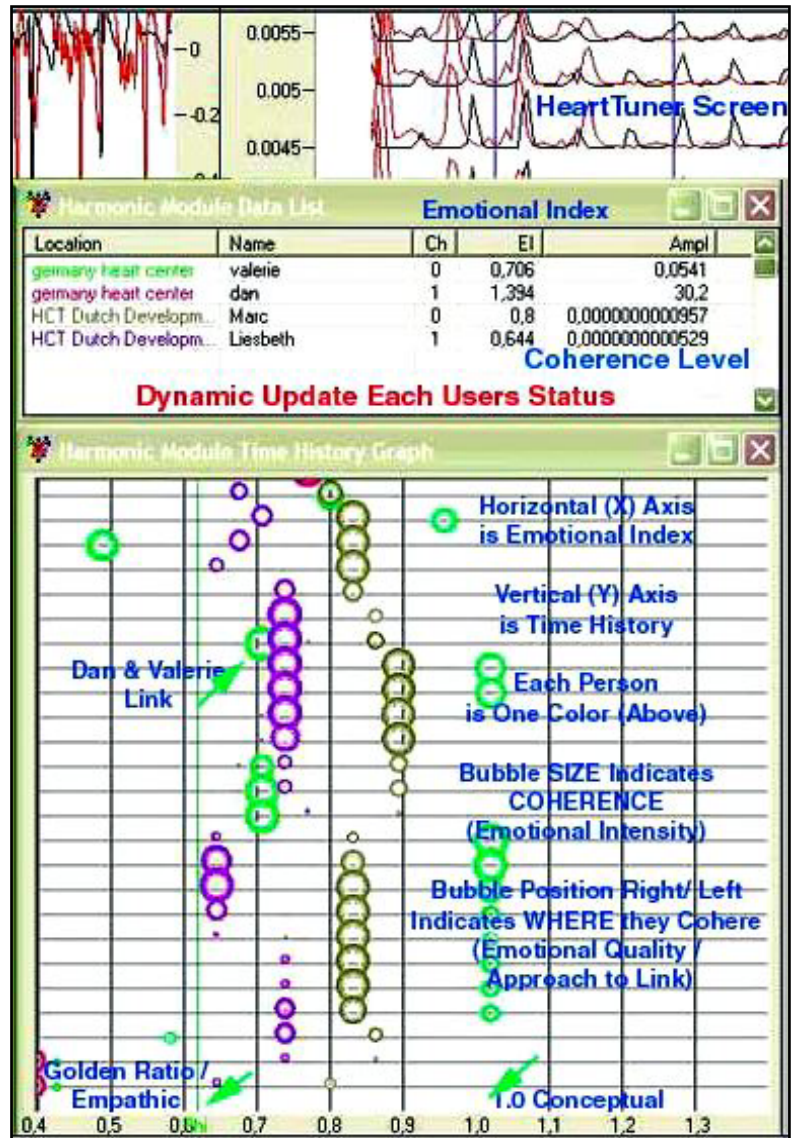 0.0055
0
0.005
-0.2
HeartTuner Screen
0.0045
Harmonic Module Data List
Emotional Index
Location Name Ch EI Ampl
germany heart center valerie 0 0,706 0,0541
germany heart center dan 1 1,394 30,2
HCT Dutch Developm... Marc 0 0,8 0,0000000000957
HCT Dutch Developm... Liesbeth 1 0,644 0,0000000000529
Coherence Level
Dynamic Update Each Users Status
Harmonic Module Time History Graph
Horizontal (X) Axis
is Emotional Index
Vertical (Y) Axis
is Time History
Dan & Valerie
Link
Each Person
is One Color (Above)
Bubble SIZE Indicates
COHERENCE
(Emotional Intensity)
Bubble Position Right/ Left
Indicates WHERE they Cohere
(Emotional Quality /
Approach to Link)
Golden Ratio /
Empathic
1.0 Conceptual
0,4 0,5 0,6 Phi 0,7 0,8 0,9 1,0 1,1 1,2 1,3